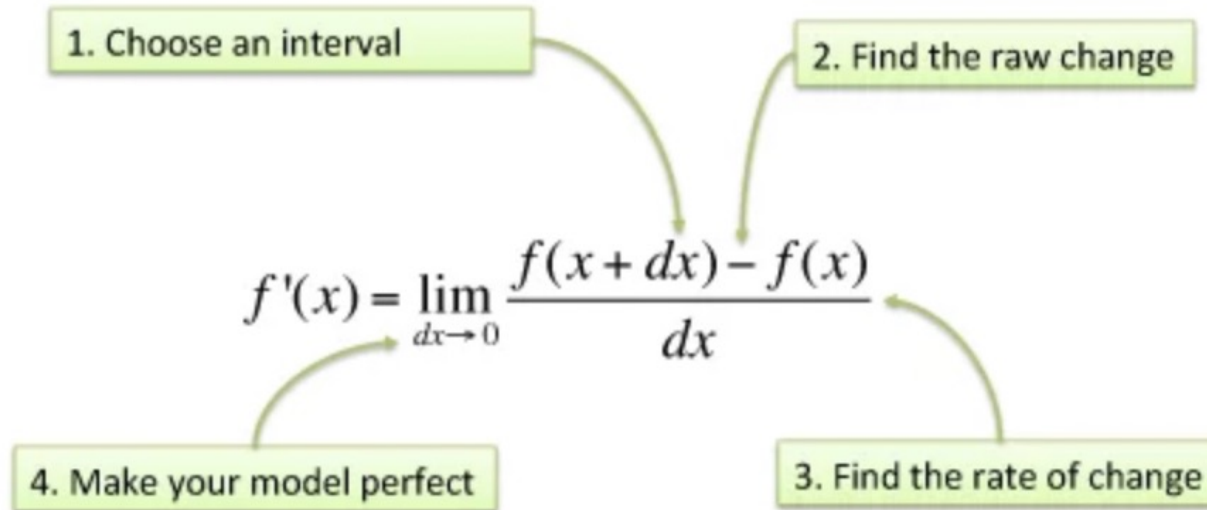 1. Choose an interval
2. Find the raw change
f'(x) = lim dx→0 f(x + dx) – f(x) / dx
4. Make your model perfect
3. Find the rate of change